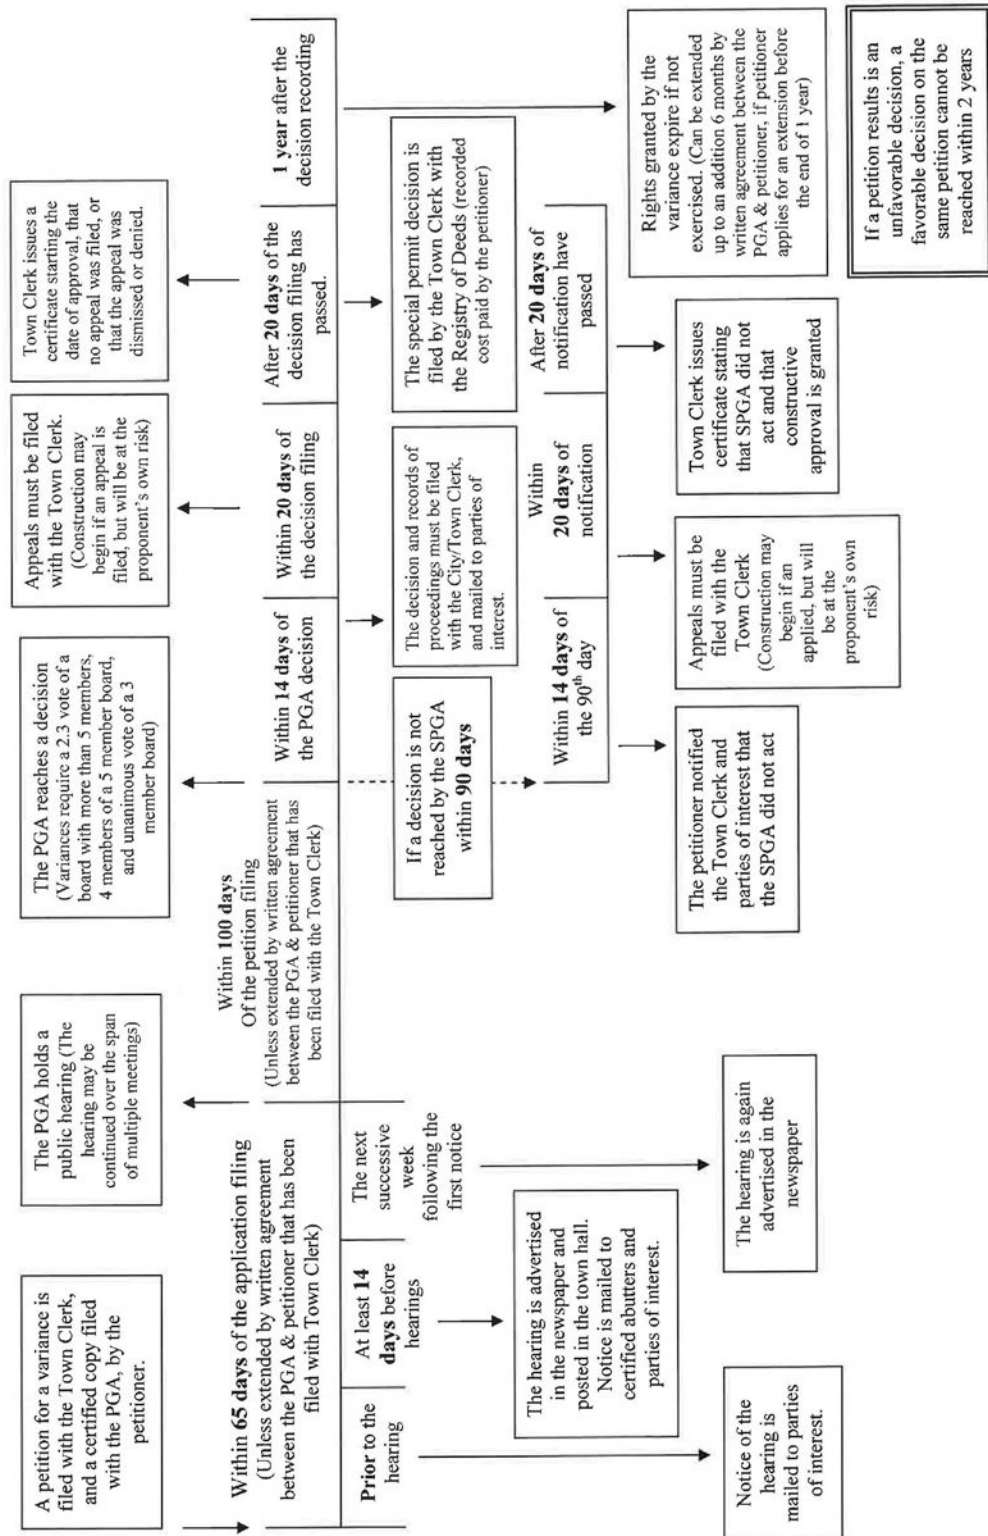 A petition for a variance is
filed with the Town Clerk,
and a certified copy filed
with the PGA, by the
petitioner.
The PGA holds a
public hearing (The
hearing may be
continued over the span
of multiple meetings)
The PGA reaches a decision
(Variances require a 2.3 vote of a
board with more than 5 members,
4 members of a 5 member board,
and unanimous vote of a 3
member board)
Appeals must be filed
with the Town Clerk.
(Construction may
begin if an appeal is
filed, but will be at the
proponent's own risk)
Town Clerk issues a
certificate starting the
date of approval, that
no appeal was filed, or
that the appeal was
dismissed or denied.
Within 65 days of the application filing
(Unless extended by written agreement
between the PGA & petitioner that has been
filed with Town Clerk)
Within 100 days
Of the petition filing
(Unless extended by written agreement
between the PGA & petitioner that has
been filed with the Town Clerk)
Within 14 days of
the PGA decision
Within 20 days of
the decision filing
After 20 days of the
decision filing has
passed.
1 year after the
decision recording
Prior to the
hearing
At least 14
days before
hearings
The next
successive
week
following the
first notice
If a decision is not
reached by the SPGA
within 90 days
The decision and records of
proceedings must be filed
with the City/Town Clerk,
and mailed to parties of
interest.
The special permit decision is
filed by the Town Clerk with
the Registry of Deeds (recorded
cost paid by the petitioner)
Within 14 days of
the 90th day
Within
20 days of
notification
After 20 days of
notification have
passed
The hearing is advertised
in the newspaper and
posted in the town hall.
Notice is mailed to
certified abutters and
parties of interest.
Rights granted by the
variance expire if not
exercised. (Can be extended
up to an addition 6 months by
written agreement between the
PGA & petitioner, if petitioner
applies for an extension before
the end of 1 year)
Notice of the
hearing is
mailed to parties
of interest.
The hearing is again
advertised in the
newspaper
The petitioner notified
the Town Clerk and
parties of interest that
the SPGA did not act
Appeals must be
filed with the
Town Clerk
(Construction may
begin if an
applied, but will
be at the
proponent's own
risk)
Town Clerk issues
certificate stating
that SPGA did not
act and that
constructive
approval is granted
If a petition results is an
unfavorable decision, a
favorable decision on the
same petition cannot be
reached within 2 years